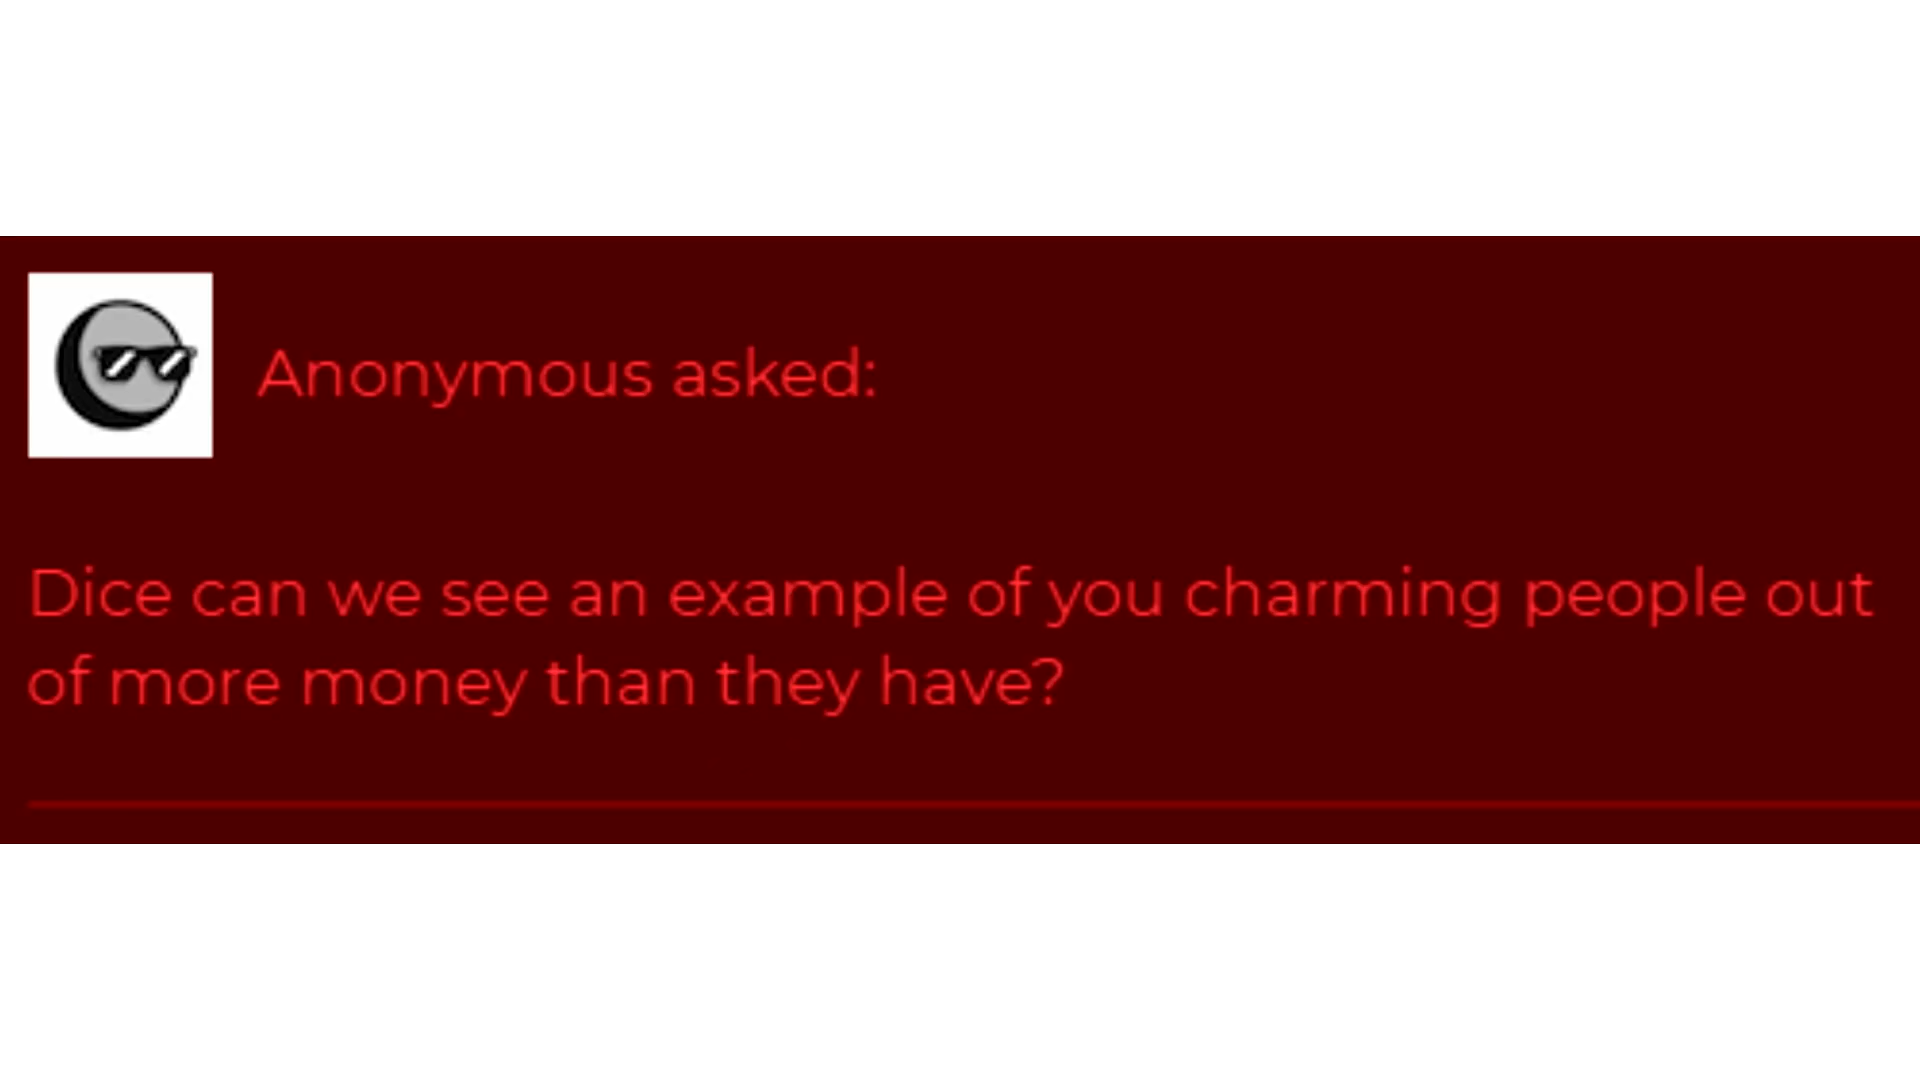 Anonymous asked:
Dice can we see an example of you charming people out
of more money than they have?